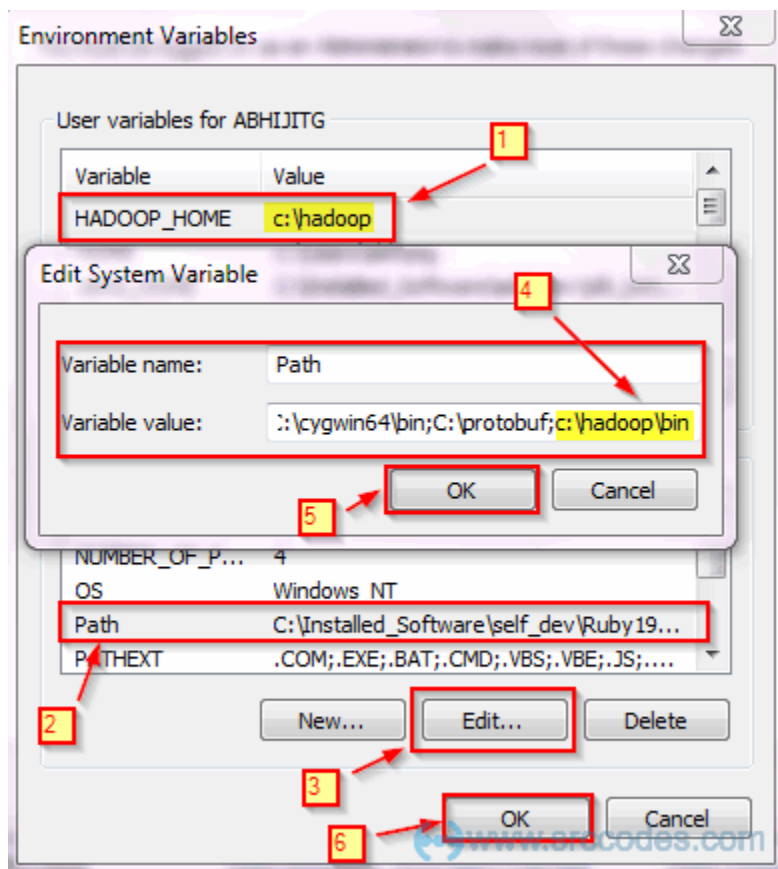 Environment Variables
User variables for ABHIJITG
1
Variable Value
HADOOP_HOME c:\hadoop
Edit System Variable
4
Variable name: Path
Variable value: C:\cygwin64\bin;C:\protobuf;c:\hadoop\bin
OK Cancel
5
NUMBER_OF_P... 4
OS Windows_NT
Path C:\Installed_Software\self_dev\Ruby19...
PATHEXT .COM;.EXE;.BAT;.CMD;.VBS;.VBE;.JS;....
2
New... Edit... Delete
3
OK Cancel
6
www.srccodes.com